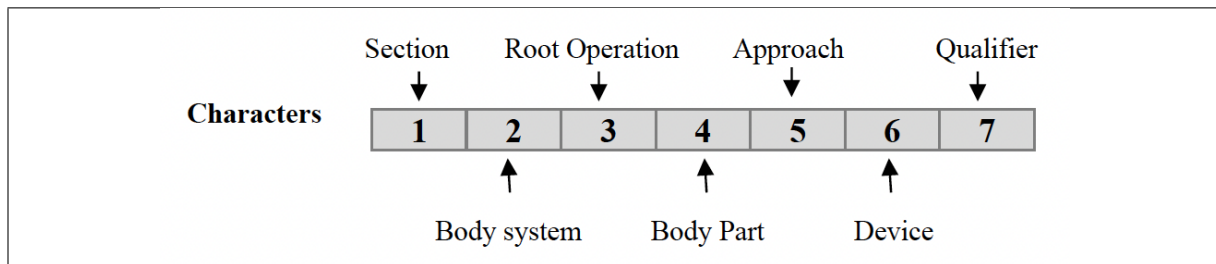 Section Root Operation Approach Qualifier
Characters 1 2 3 4 5 6 7
Body system Body Part Device